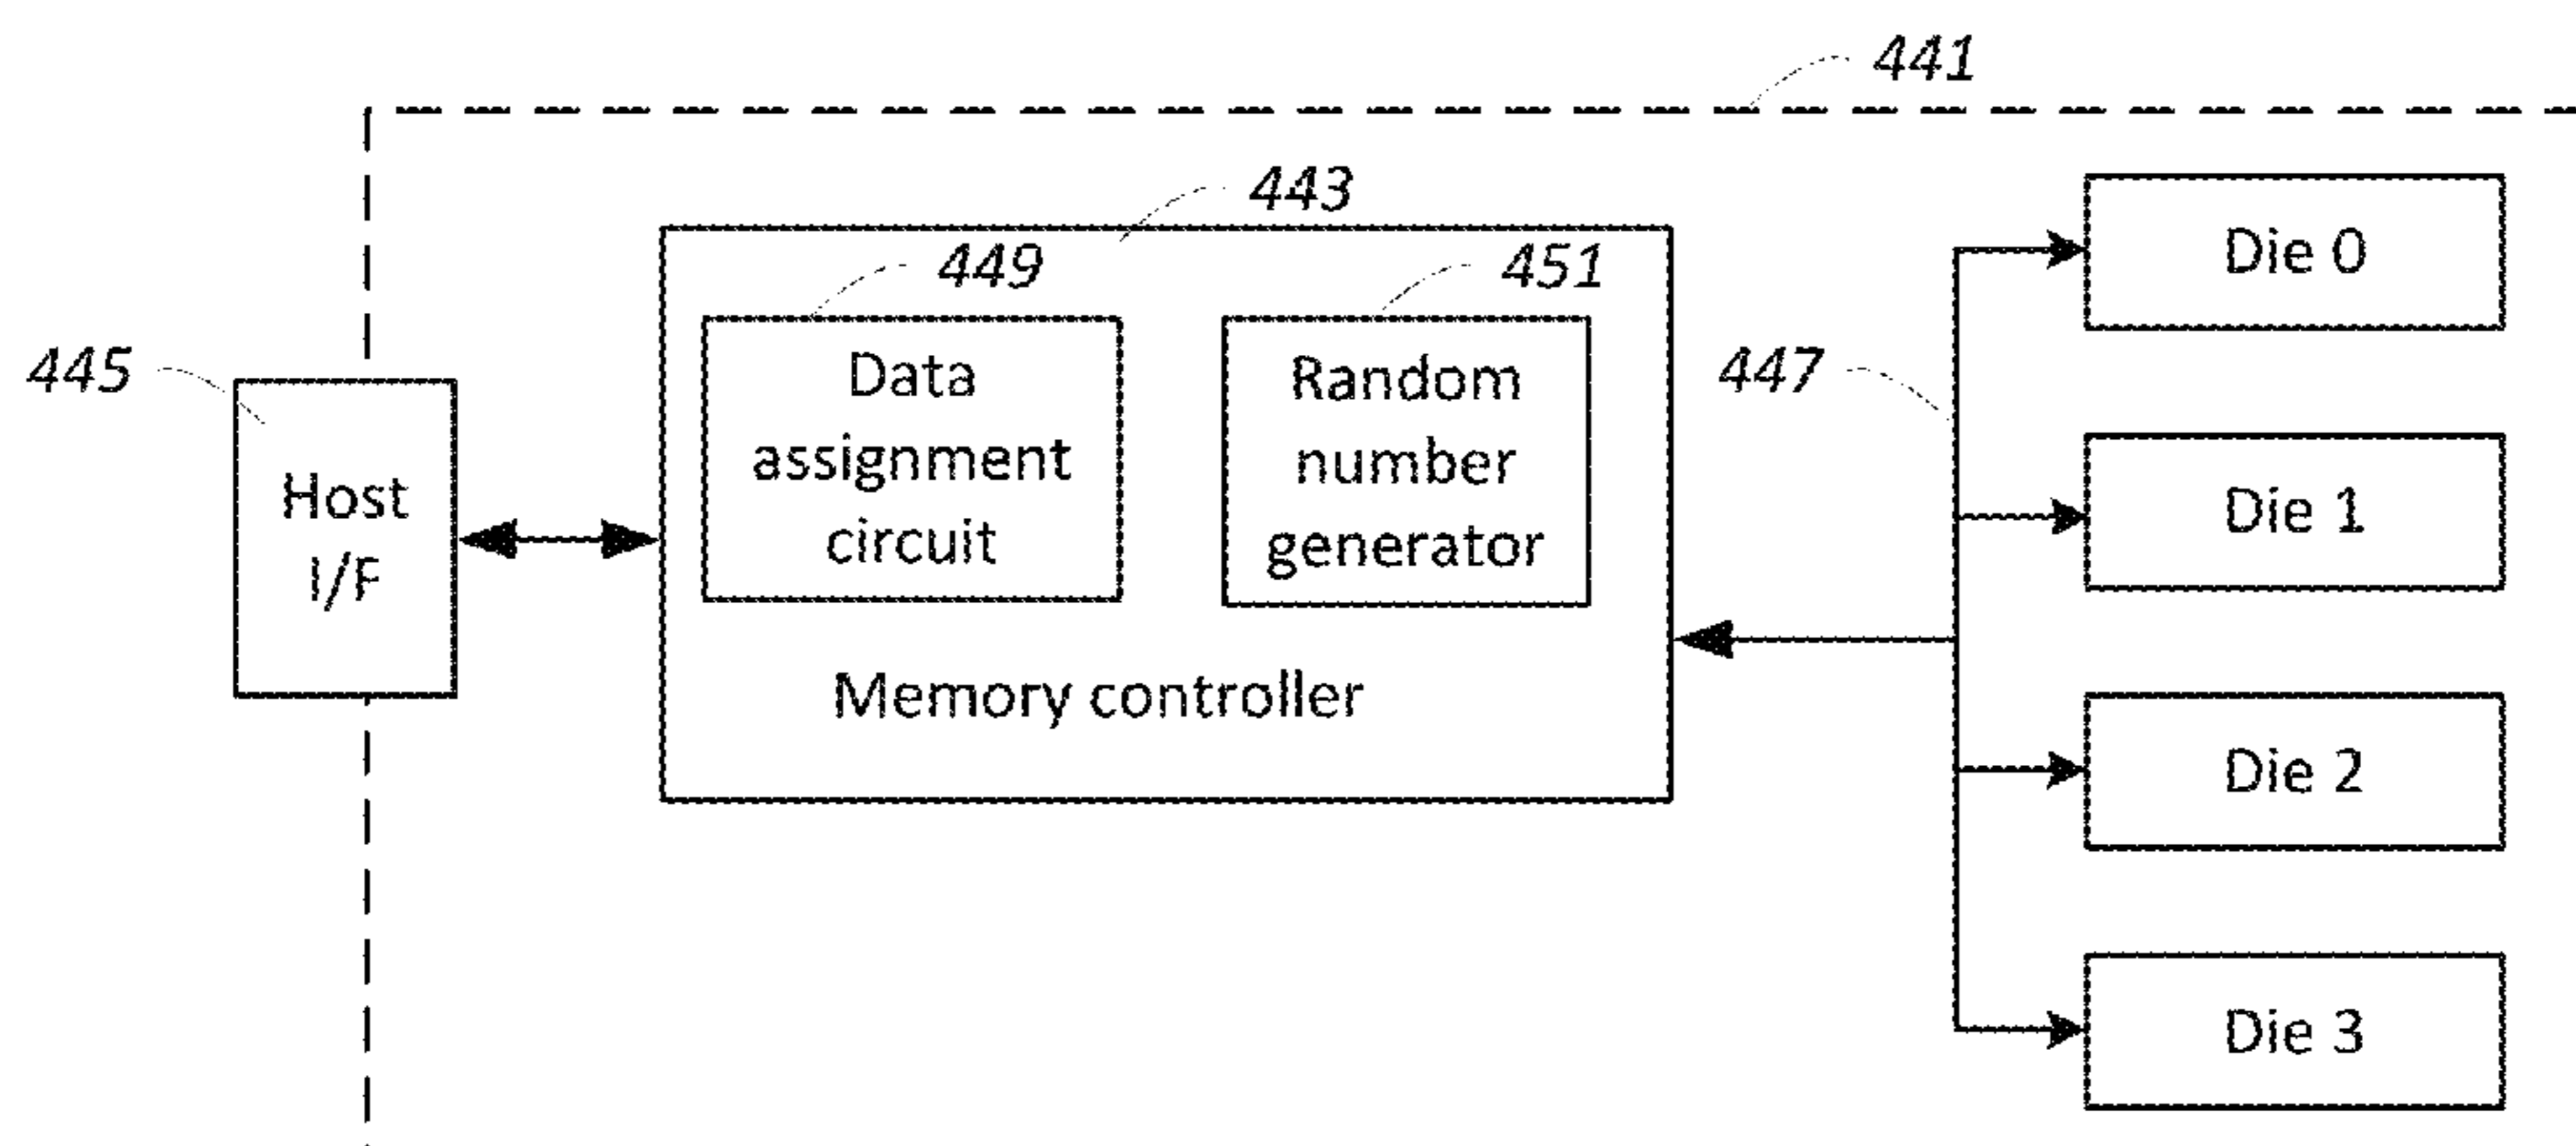 441
443
449
451
445
447
Host
I/F
Data
assignment
circuit
Random
number
generator
Memory controller
Die 0
Die 1
Die 2
Die 3